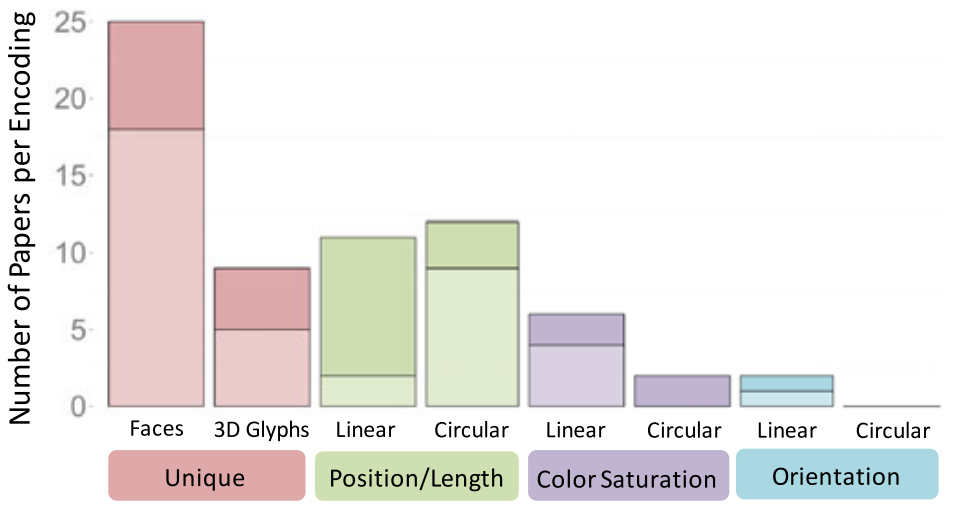 Number of Papers per Encoding
25
20
15
10
5
0
Faces 3D Glyphs Linear Circular Linear Circular Linear Circular
Unique Position/Length Color Saturation Orientation